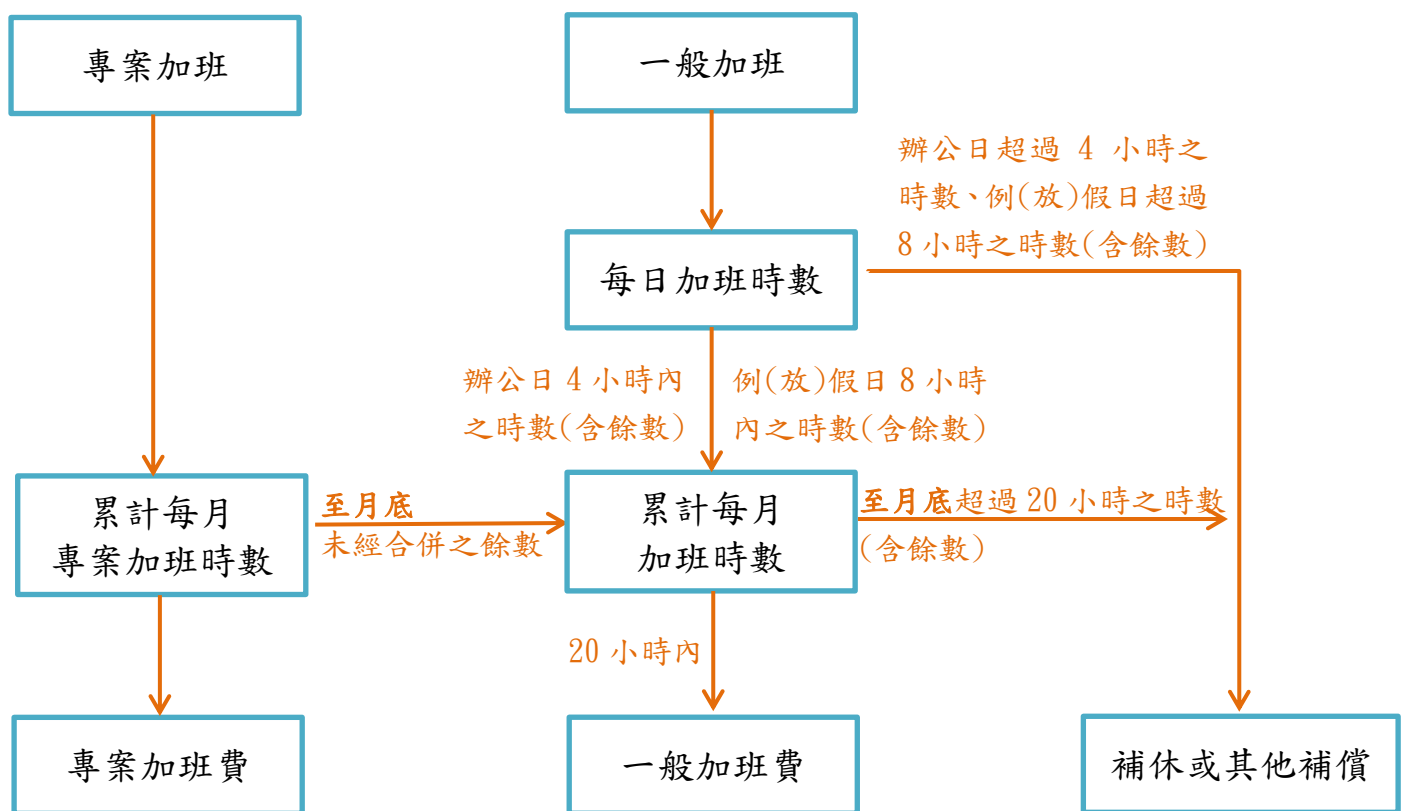 專案加班
一般加班
辦公日超過 4 小時之
時數、例(放)假日超過
8 小時之時數(含餘數)
每日加班時數
辦公日 4 小時內
之時數(含餘數)
例(放)假日 8 小時
內之時數(含餘數)
累計每月
專案加班時數
至月底
未經合併之餘數
累計每月
加班時數
至月底超過 20 小時之時數
(含餘數)
20 小時內
專案加班費
一般加班費
補休或其他補償